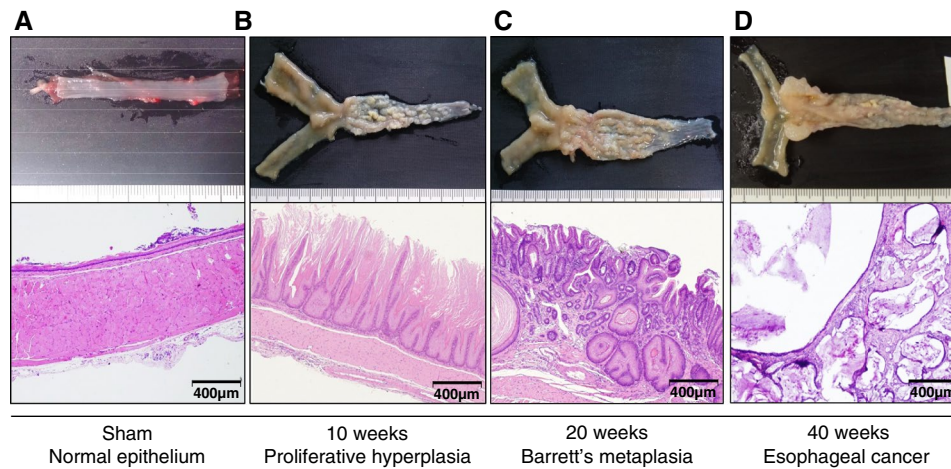 A
B
C
D
400µm
400µm
400µm
400µm
Sham
Normal epithelium
10 weeks
Proliferative hyperplasia
20 weeks
Barrett's metaplasia
40 weeks
Esophageal cancer